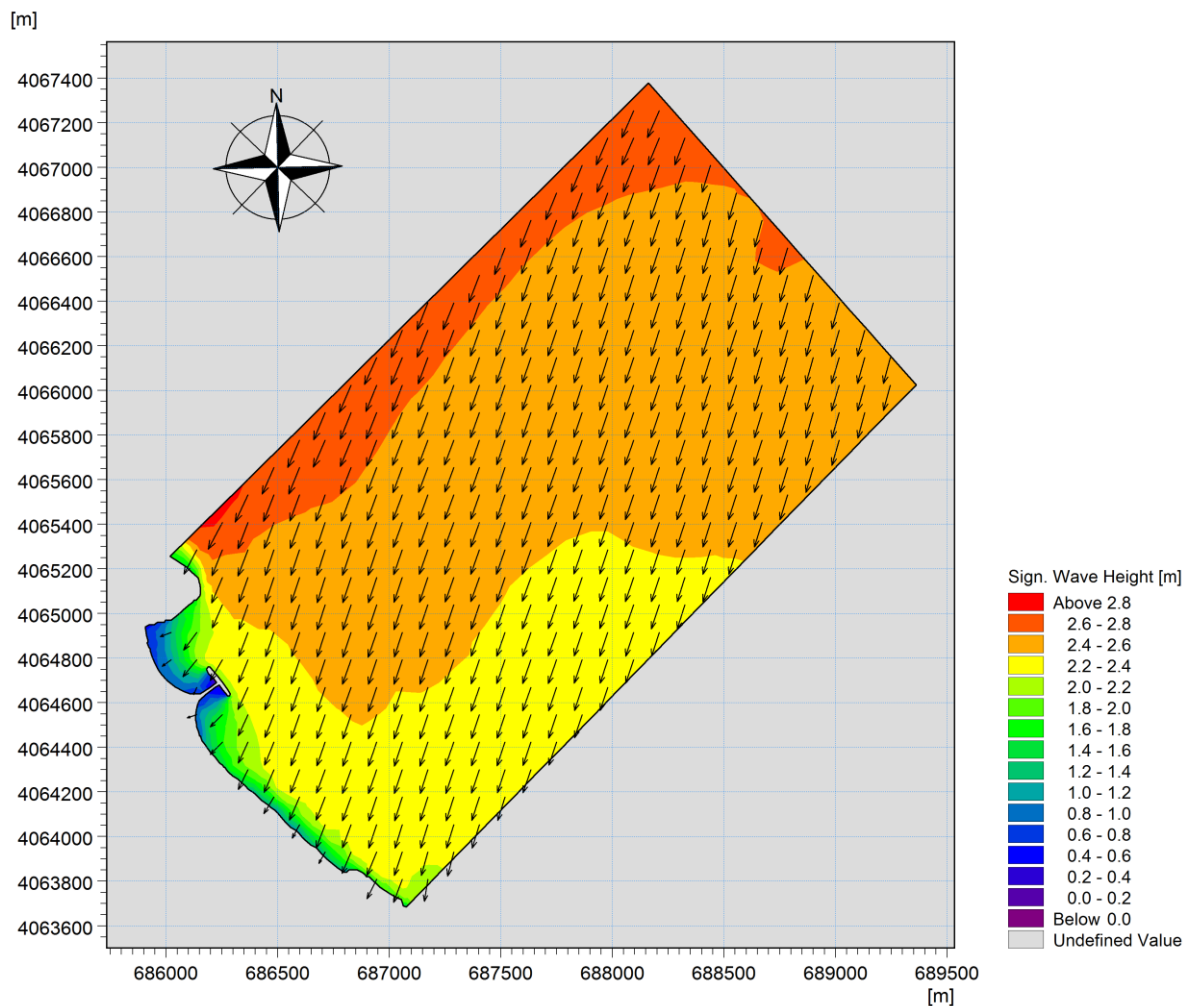 [m]
N
4067400
4067200
4067000
4066800
4066600
4066400
4066200
4066000
4065800
4065600
4065400
4065200
4065000
4064800
4064600
4064400
4064200
4064000
4063800
4063600
686000 686500 687000 687500 688000 688500 689000 689500
[m]
Sign. Wave Height [m]
Above 2.8
2.6 - 2.8
2.4 - 2.6
2.2 - 2.4
2.0 - 2.2
1.8 - 2.0
1.6 - 1.8
1.4 - 1.6
1.2 - 1.4
1.0 - 1.2
0.8 - 1.0
0.6 - 0.8
0.4 - 0.6
0.2 - 0.4
0.0 - 0.2
Below 0.0
Undefined Value